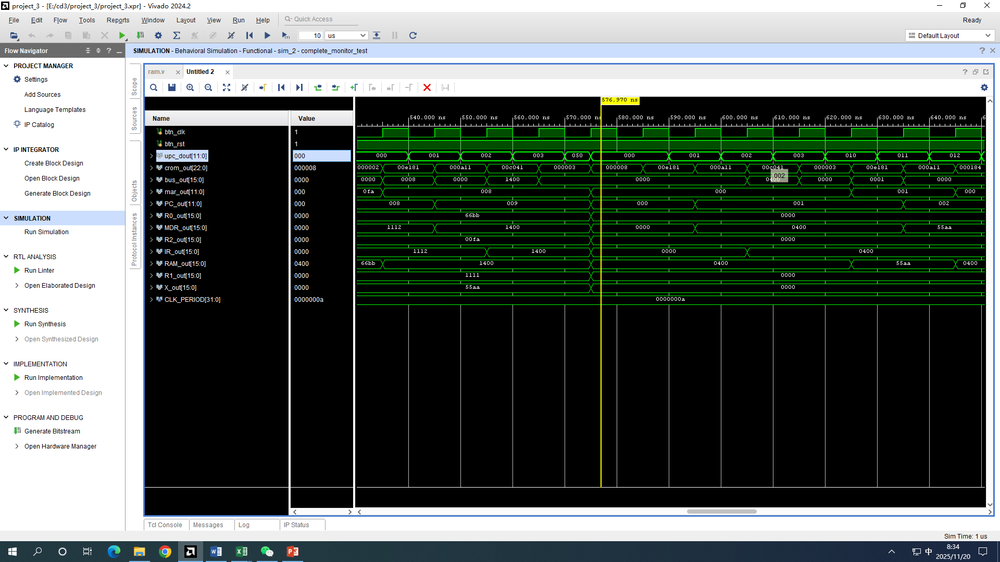 project_3 - [E:/cd3/project_3/project_3.xpr] - Vivado 2024.2
File Edit Flow Tools Reports Window Layout View Run Help Quick Access Ready
10 us Default Layout
Flow Navigator
SIMULATION - Behavioral Simulation - Functional - sim_2 - complete_monitor_test
PROJECT MANAGER
Settings
Add Sources
Language Templates
IP Catalog
IP INTEGRATOR
Create Block Design
Open Block Design
Generate Block Design
SIMULATION
Run Simulation
RTL ANALYSIS
Run Linter
Open Elaborated Design
SYNTHESIS
Run Synthesis
Open Synthesized Design
IMPLEMENTATION
Run Implementation
Open Implemented Design
PROGRAM AND DEBUG
Generate Bitstream
Open Hardware Manager
Scope
Sources
Objects
Protocol Instances
ram.v Untitled 2
576.970 ns
Name Value
540.000 ns 550.000 ns 560.000 ns 570.000 ns 580.000 ns 590.000 ns 600.000 ns 610.000 ns 620.000 ns 630.000 ns 640.000 ns 6
btn_clk 1
btn_rst 1
upc_dout[11:0] 000 000 001 002 003 050 000 001 002 003 010 011 012
crom_out[22:0] 000008 000002 00e181 000a11 00c041 000003 000008 00e181 000a11 00c041 000003 00e181 000a11 000184
bus_out[15:0] 0000 0000 0008 0000 1400 0000 0400 0000 0001 0000
002
mar_out[11:0] 000 0fa 008 000 001 000
PC_out[11:0] 000 008 009 000 001 002
R0_out[15:0] 0000 66bb 0000
MDR_out[15:0] 0000 1112 1400 0000 0400 55aa
R2_out[15:0] 0000 00fa 0000
IR_out[15:0] 0000 1112 1400 0000 0400
RAM_out[15:0] 0400 66bb 1400 0400 55aa 0400
R1_out[15:0] 0000 1111 0000
X_out[15:0] 0000 55aa 0000
CLK_PERIOD[31:0] 0000000a 0000000a
Tcl Console Messages Log IP Status
Sim Time: 1 us
中
8:34
2025/11/20